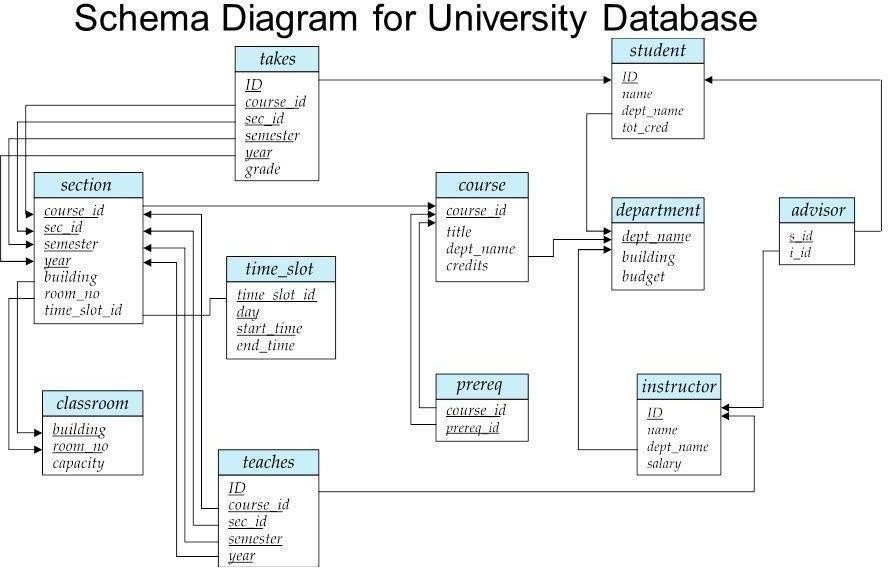 Schema Diagram for University Database
takes
ID
course_id
sec_id
semester
year
grade
student
ID
name
dept_name
tot_cred
section
course_id
sec_id
semester
year
building
room_no
time_slot_id
course
course_id
title
dept_name
credits
department
dept_name
building
budget
advisor
s_id
i_id
time_slot
time_slot_id
day
start_time
end_time
prereq
course_id
prereq_id
instructor
ID
name
dept_name
salary
classroom
building
room_no
capacity
teaches
ID
course_id
sec_id
semester
year